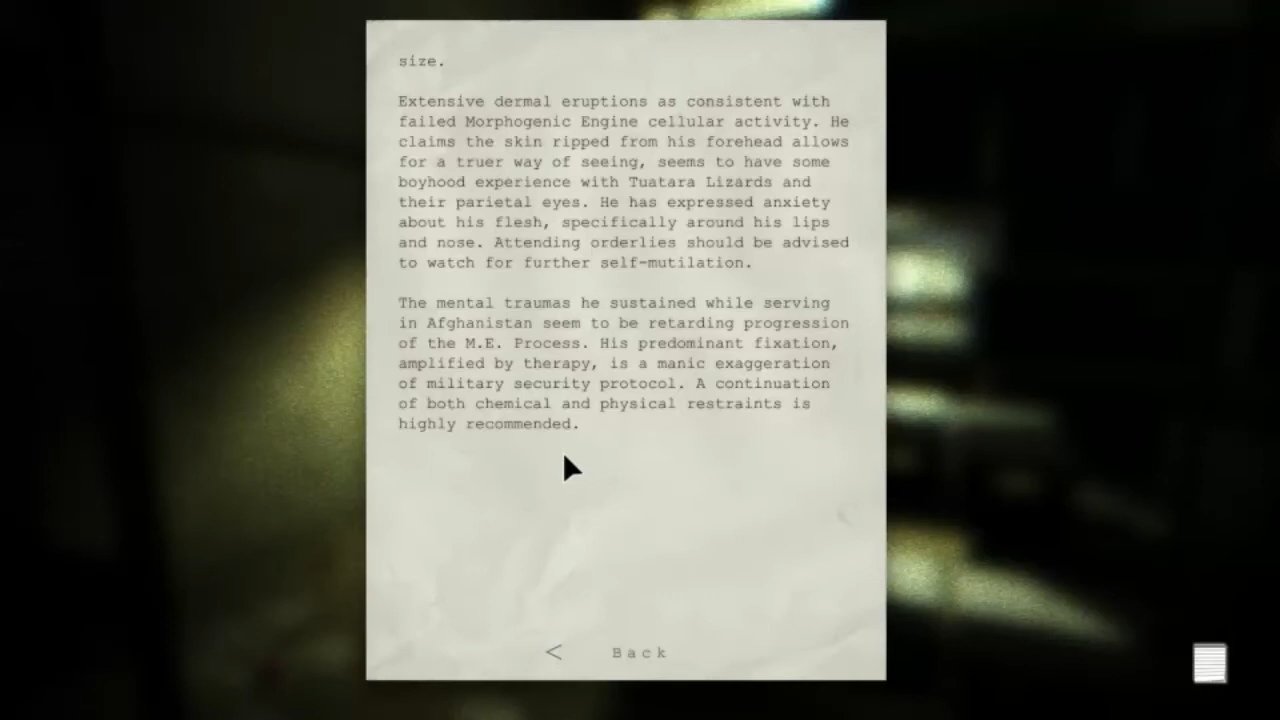 size.
Extensive dermal eruptions as consistent with
failed Morphogenic Engine cellular activity. He
claims the skin ripped from his forehead allows
for a truer way of seeing, seems to have some
boyhood experience with Tuatara Lizards and
their parietal eyes. He has expressed anxiety
about his flesh, specifically around his lips
and nose. Attending orderlies should be advised
to watch for further self-mutilation.
The mental traumas he sustained while serving
in Afghanistan seem to be retarding progression
of the M.E. Process. His predominant fixation,
amplified by therapy, is a manic exaggeration
of military security protocol. A continuation
of both chemical and physical restraints is
highly recommended.
< Back